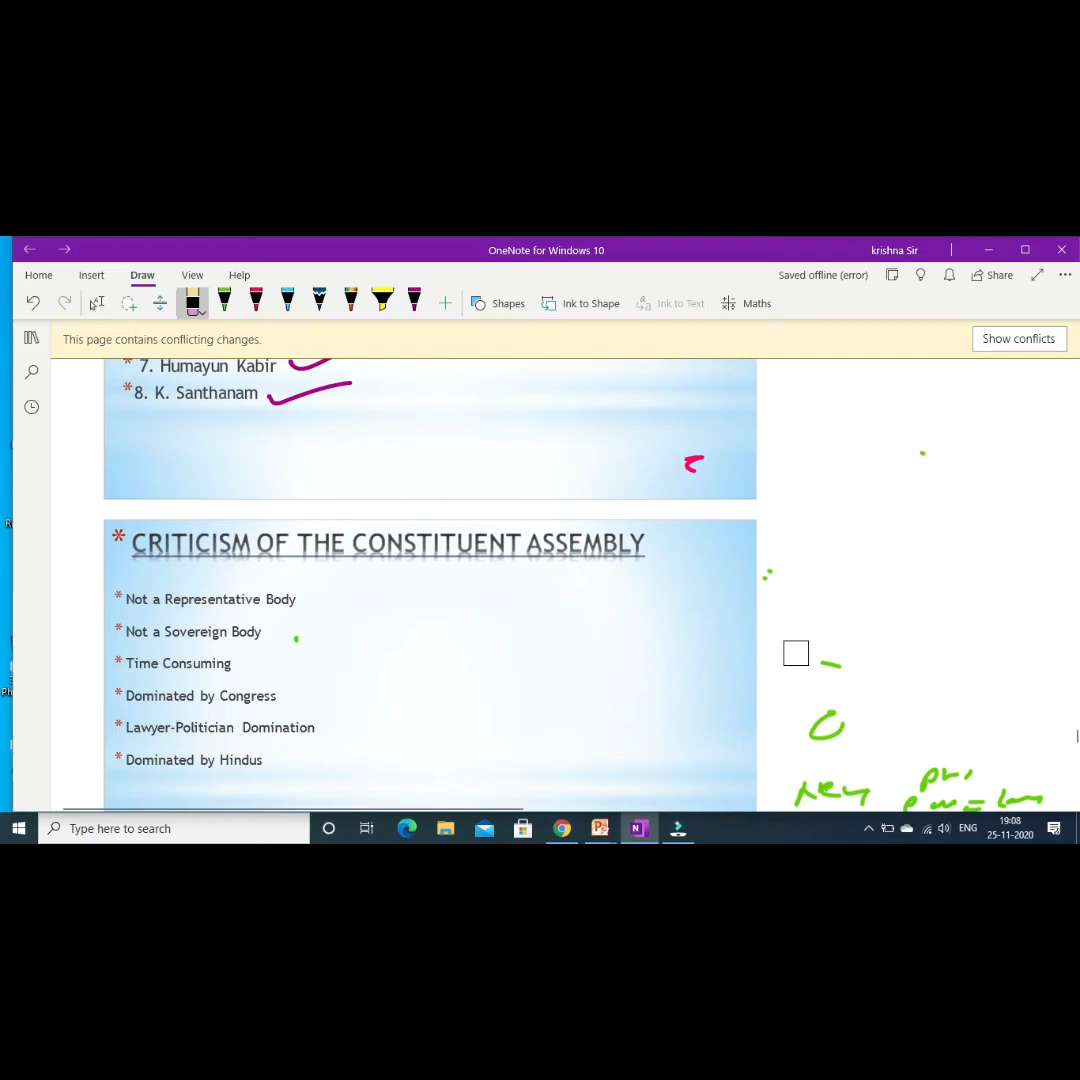 OneNote for Windows 10
krishna Sir
Home Insert Draw View Help
Saved offline (error)
Share
Shapes
Ink to Shape
Ink to Text
Maths
This page contains conflicting changes.
Show conflicts
* 7. Humayun Kabir
*8. K. Santhanam
* CRITICISM OF THE CONSTITUENT ASSEMBLY
* Not a Representative Body
* Not a Sovereign Body
* Time Consuming
* Dominated by Congress
* Lawyer-Politician Domination
* Dominated by Hindus
Type here to search
ENG
19:08
25-11-2020